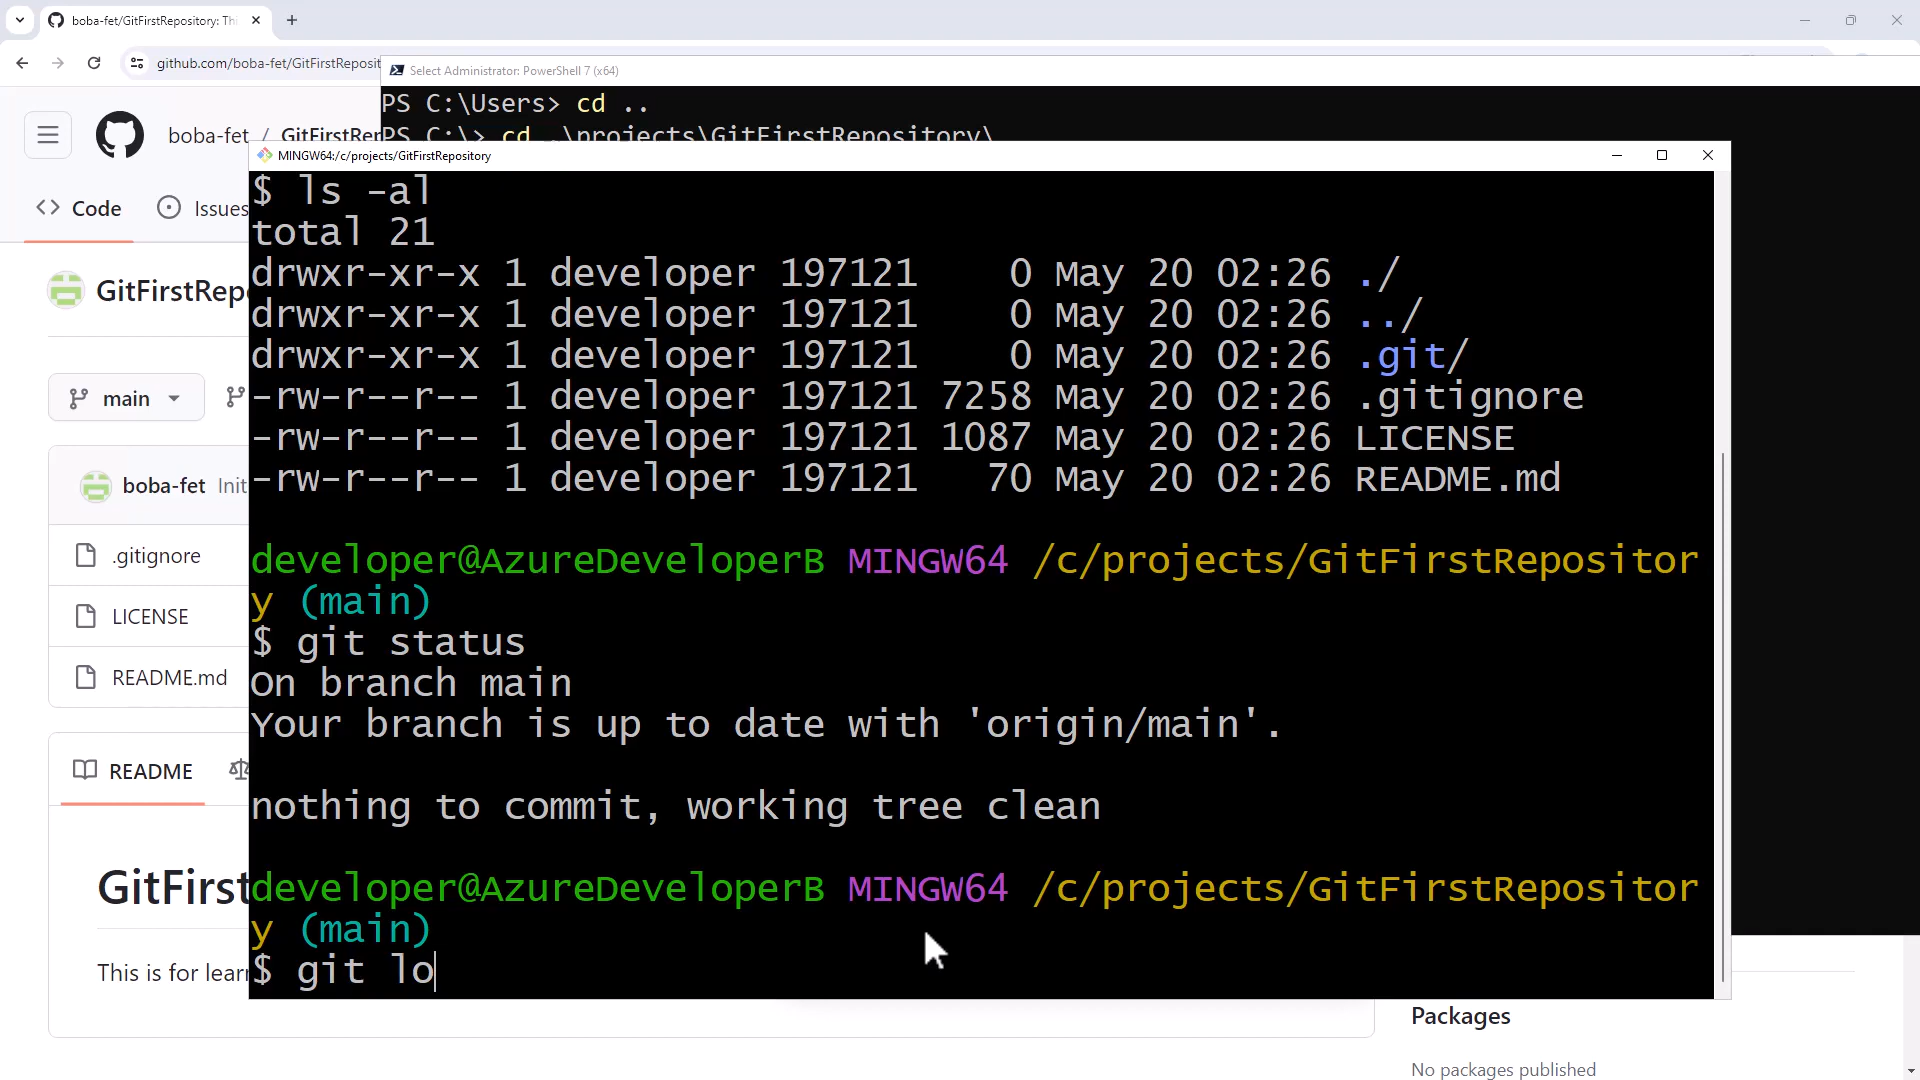 boba-fet/GitFirstRepository: Thi
github.com/boba-fet/GitFirstReposit
Select Administrator: PowerShell 7 (x64)
PS C:\Users> cd ..
PS C:\> cd .\projects\GitFirstRepository\
boba-fet / GitFirstRep
MINGW64:/c/projects/GitFirstRepository
Code
Issues
GitFirstRepo
main
boba-fet Init
.gitignore
LICENSE
README.md
README
GitFirst
This is for learn
$ ls -al
total 21
drwxr-xr-x 1 developer 197121    0 May 20 02:26 ./
drwxr-xr-x 1 developer 197121    0 May 20 02:26 ../
drwxr-xr-x 1 developer 197121    0 May 20 02:26 .git/
-rw-r--r-- 1 developer 197121 7258 May 20 02:26 .gitignore
-rw-r--r-- 1 developer 197121 1087 May 20 02:26 LICENSE
-rw-r--r-- 1 developer 197121   70 May 20 02:26 README.md
developer@AzureDeveloperB MINGW64 /c/projects/GitFirstRepositor
y (main)
$ git status
On branch main
Your branch is up to date with 'origin/main'.
nothing to commit, working tree clean
developer@AzureDeveloperB MINGW64 /c/projects/GitFirstRepositor
y (main)
$ git lo
Packages
No packages published